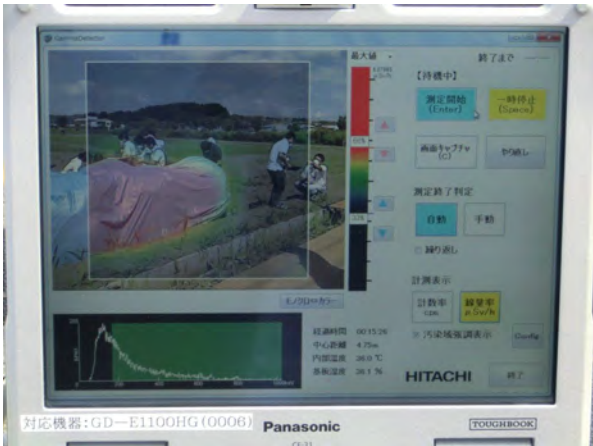 GammaDetector
最大値
終了まで
【待機中】
測定開始
(Enter)
一時停止
(Space)
画面キャプチャ
(C)
やり直し
測定終了判定
自動
手動
繰り返し
計測表示
計数率
cps
線量率
μSv/h
汚染域強調表示
Config
モノクロ⇔カラー
経過時間 00:15:26
中心距離 4.75m
内部温度
基板湿度
HITACHI
終了
対応機器:GD-E1100HG(0006)
Panasonic
TOUGHBOOK